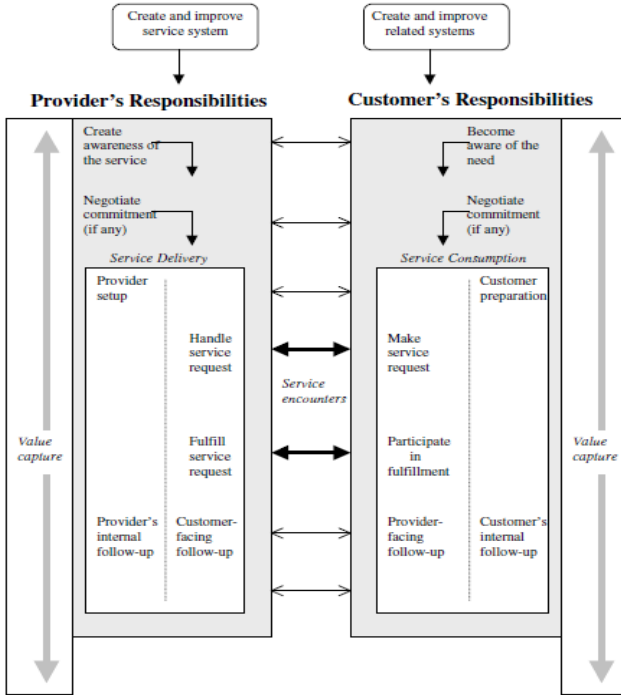 Create and improve
service system
Create and improve
related systems
Provider's Responsibilities
Customer's Responsibilities
Create
awareness of
the service
Become
aware of the
need
Negotiate
commitment
(if any)
Negotiate
commitment
(if any)
Service Delivery
Service Consumption
Provider
setup
Customer
preparation
Handle
service
request
Make
service
request
Service
encounters
Value
capture
Fulfill
service
request
Participate
in
fulfillment
Value
capture
Provider's
internal
follow-up
Customer-
facing
follow-up
Provider-
facing
follow-up
Customer's
internal
follow-up